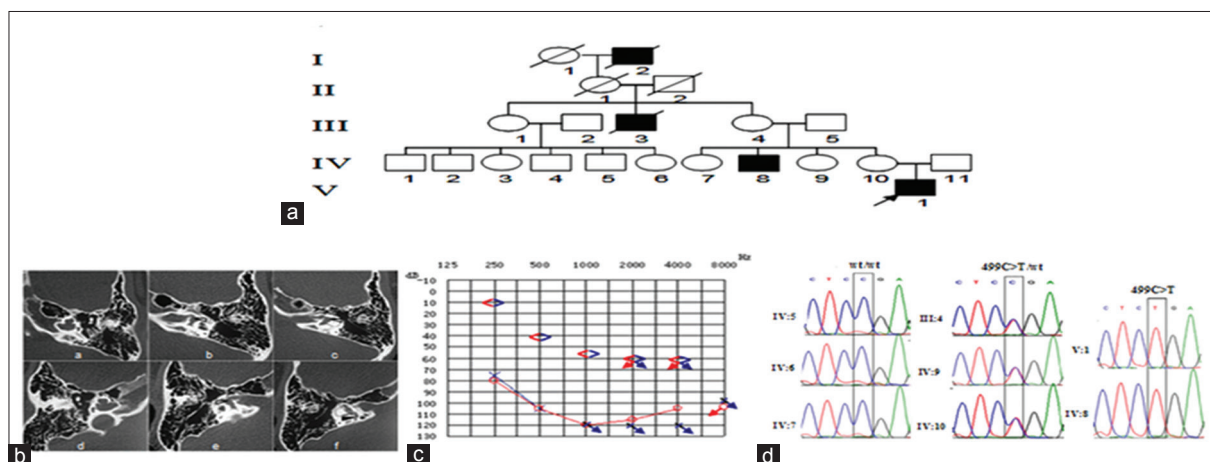 I
1 2
II
1 2
III
1 2 3 4 5
IV
1 2 3 4 5 6 7 8 9 10 11
V
1
a
a b c
d e f
b
125 250 500 1000 2000 4000 8000 Hz
dB
-10
0
10
20
30
40
50
60
70
80
90
100
110
120
130
c
wt/wt
C T C C G A
IV:5
IV:6
IV:7
499C>T/wt
C T C C G A
III:4
IV:9
IV:10
499C>T
C T C T G A
V:1
IV:8
d